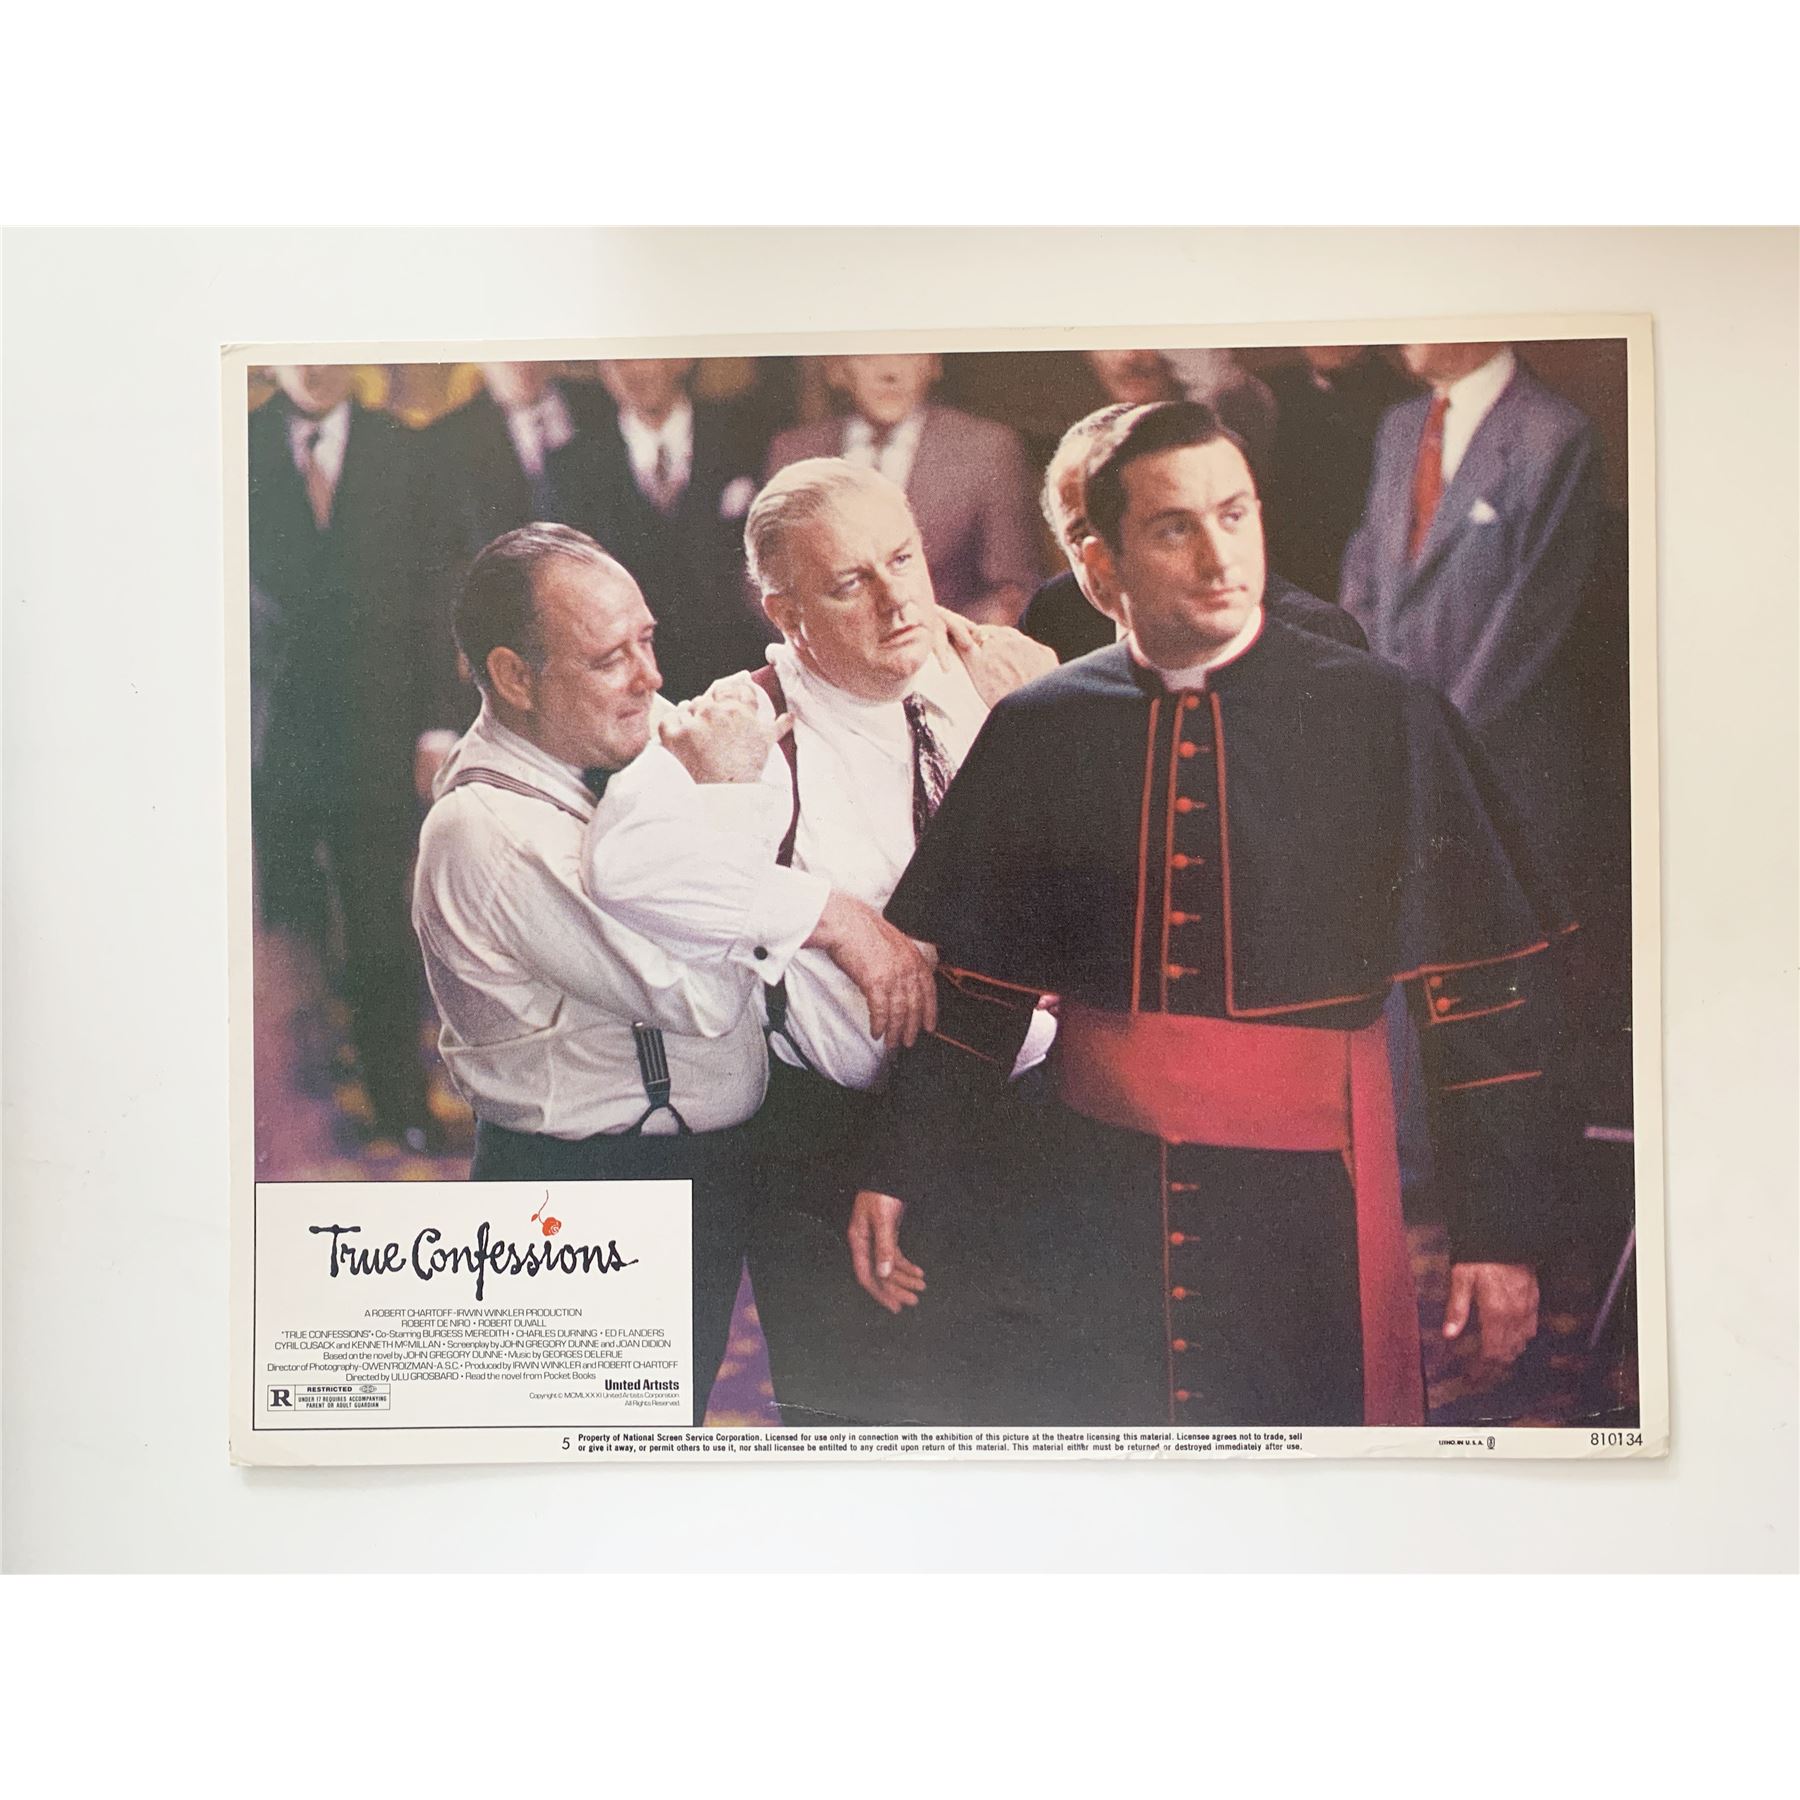 True Confessions
A ROBERT CHARTOFF-IRWIN WINKLER PRODUCTION
ROBERT DE NIRO • ROBERT DUVALL
"TRUE CONFESSIONS" • Co-Starring BURGESS MEREDITH • CHARLES DURNING • ED FLANDERS
CYRIL CUSACK and KENNETH McMILLAN • Screenplay by JOHN GREGORY DUNNE and JOAN DIDION
Based on the novel by JOHN GREGORY DUNNE • Music by GEORGES DELERUE
Director of Photography-OWEN ROIZMAN-A.S.C. • Produced by IRWIN WINKLER and ROBERT CHARTOFF
Directed by ULU GROSBARD • Read the novel from Pocket Books
R RESTRICTED
UNDER 17 REQUIRES ACCOMPANYING
PARENT OR ADULT GUARDIAN
United Artists
Copyright © MCMLXXXI United Artists Corporation.
All Rights Reserved.
5 Property of National Screen Service Corporation. Licensed for use only in connection with the exhibition of this picture at the theatre licensing this material. Licensee agrees not to trade, sell
or give it away, or permit others to use it, nor shall licensee be entitled to any credit upon return of this material. This material either must be returned or destroyed immediately after use.
LITHO. IN U.S.A.
810134